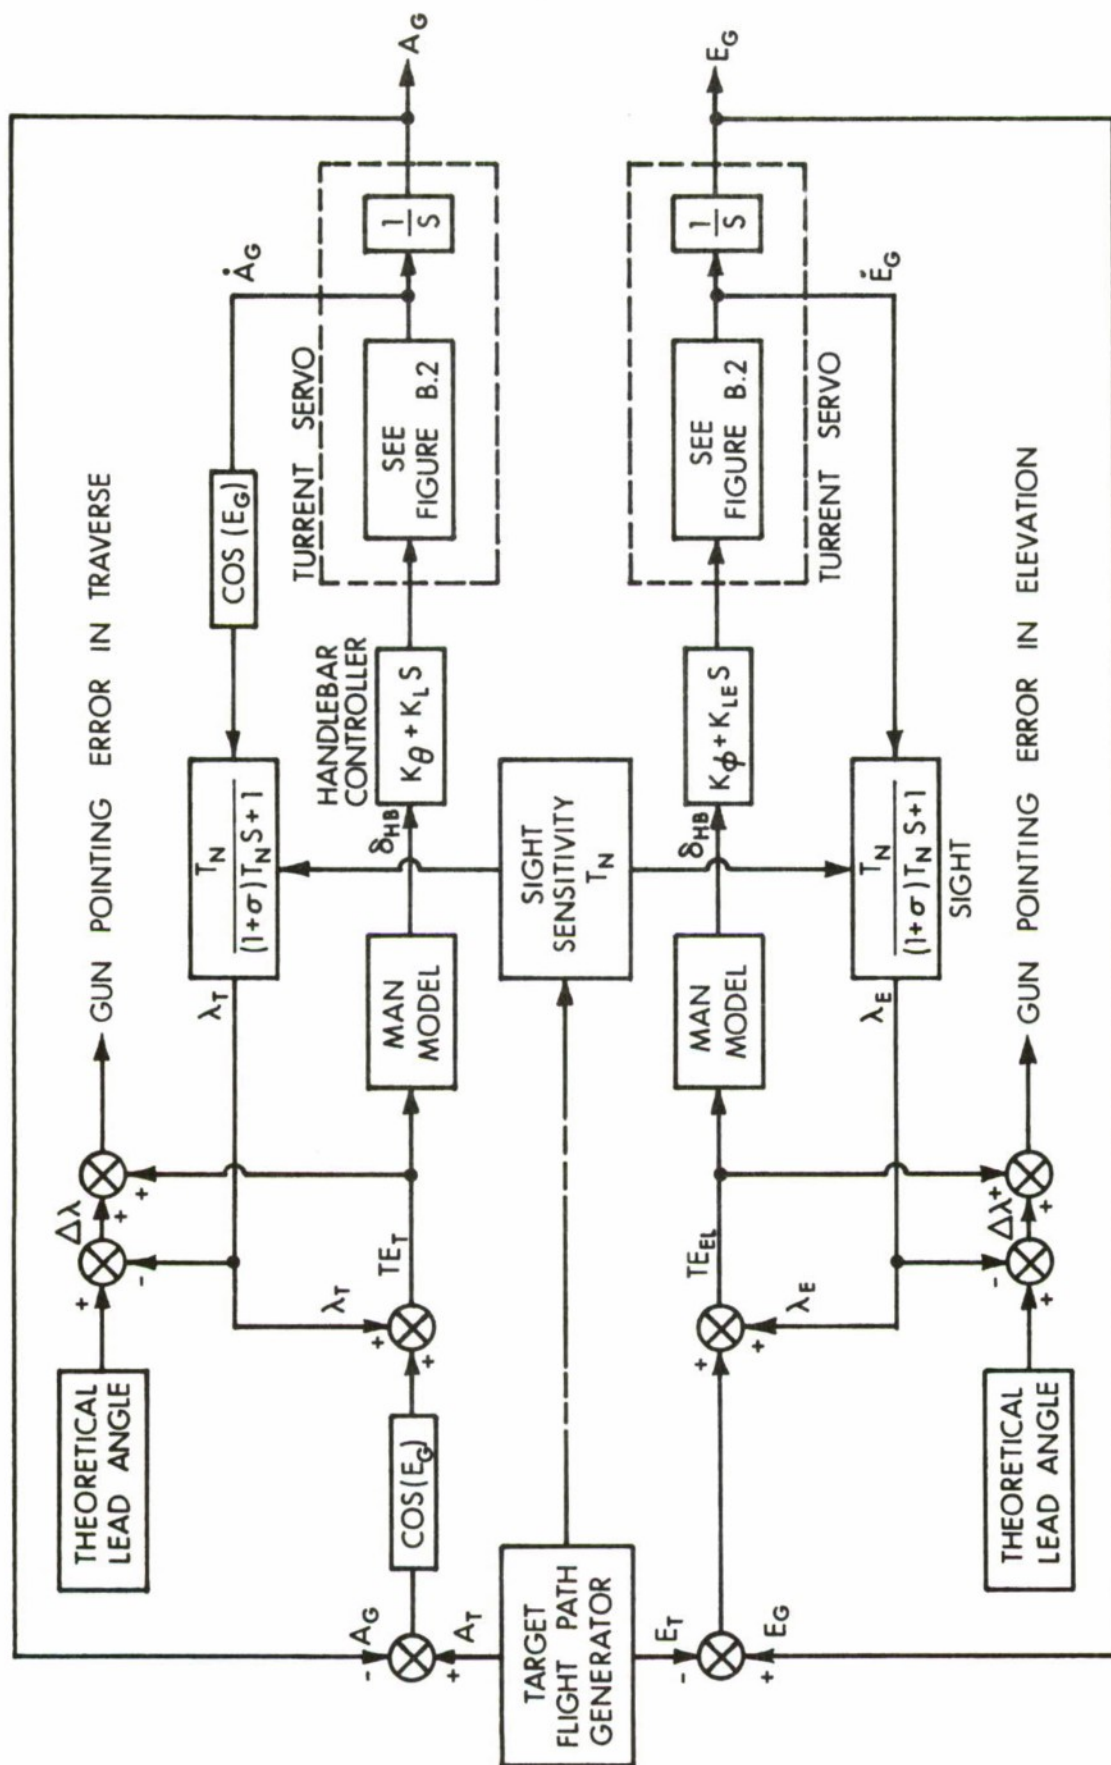 THEORETICAL
LEAD ANGLE
+
-
Δλ
+
+
GUN POINTING ERROR IN TRAVERSE
λT
TN
(1+σ)TN S+1
COS (EG)
ȦG
AG
-
AG
+
AT
COS(EG)
λT
+
+
TET
MAN
MODEL
δHB
HANDLEBAR
CONTROLLER
Kθ + KL S
TURRENT SERVO
SEE
FIGURE B.2
1
S
TARGET
FLIGHT PATH
GENERATOR
SIGHT
SENSITIVITY
TN
ET
-
EG
+
+
+
λE
TEEL
MAN
MODEL
δHB
Kϕ + KLE S
SEE
FIGURE B.2
1
S
EG
TURRENT SERVO
ĖG
λE
TN
(1+σ)TN S+1
SIGHT
THEORETICAL
LEAD ANGLE
+
-
Δλ
+
+
GUN POINTING ERROR IN ELEVATION